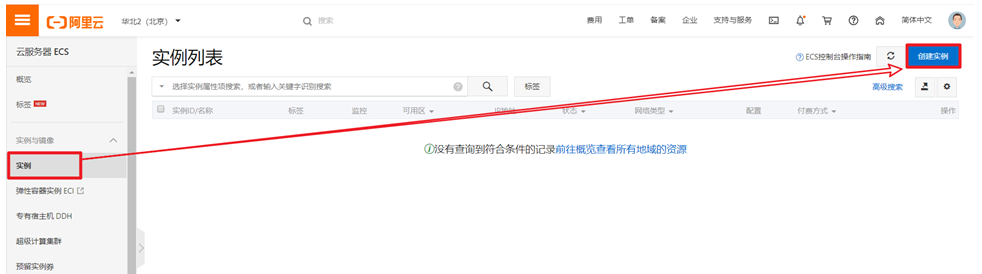 阿里云 华北2（北京） 搜索 费用 工单 备案 企业 支持与服务 简体中文
云服务器 ECS
概览
标签 NEW
实例与镜像
实例
弹性容器实例 ECI
专有宿主机 DDH
超级计算集群
预留实例券
实例列表
ECS控制台操作指南 创建实例
选择实例属性项搜索，或者输入关键字识别搜索 标签 高级搜索
实例ID/名称 标签 监控 可用区 状态 网络类型 配置 付费方式 操作
没有查询到符合条件的记录前往概览查看所有地域的资源